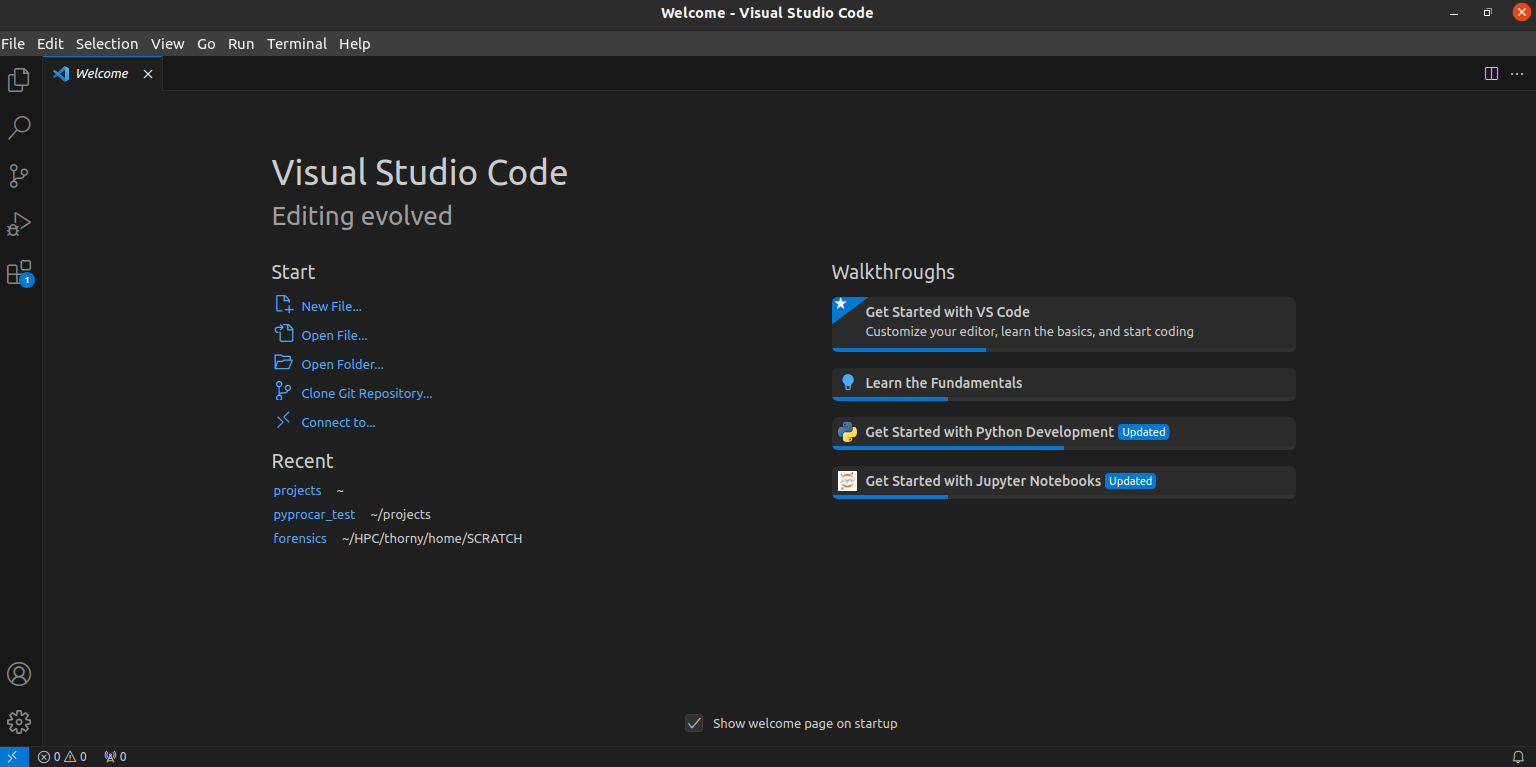 Welcome - Visual Studio Code
File Edit Selection View Go Run Terminal Help
Welcome
Visual Studio Code
Editing evolved
Start
New File...
Open File...
Open Folder...
Clone Git Repository...
Connect to...
Recent
projects ~
pyprocar_test ~/projects
forensics ~/HPC/thorny/home/SCRATCH
Walkthroughs
Get Started with VS Code
Customize your editor, learn the basics, and start coding
Learn the Fundamentals
Get Started with Python Development Updated
Get Started with Jupyter Notebooks Updated
1
Show welcome page on startup
0 0 0